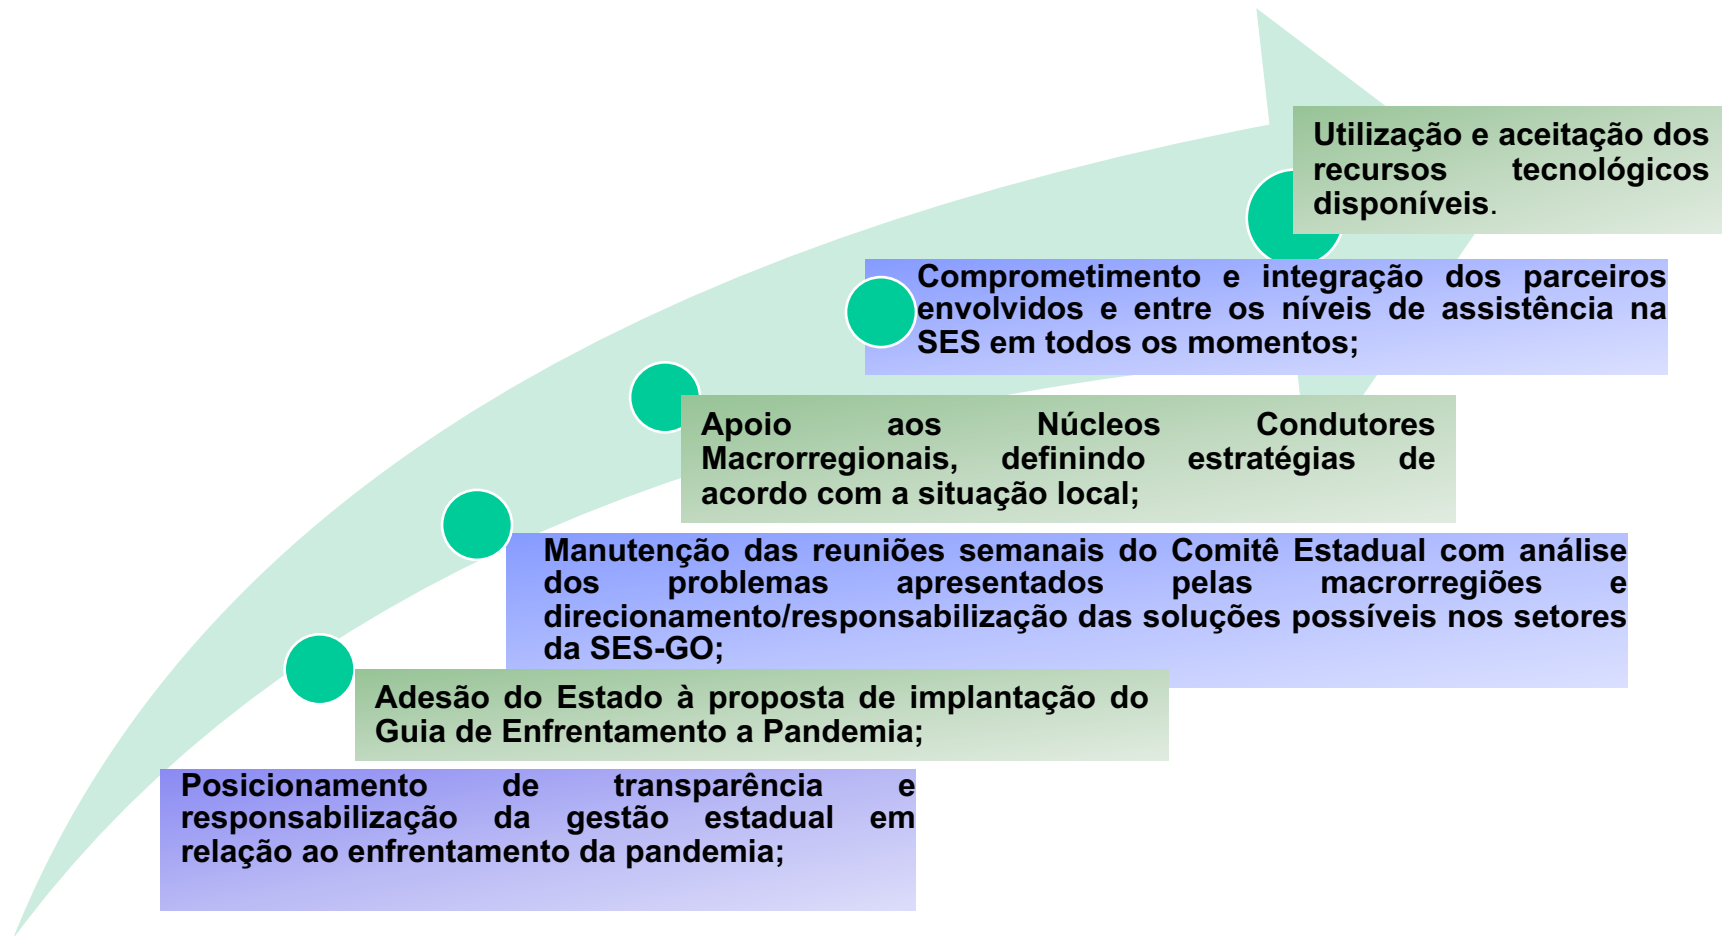 Utilização e aceitação dos
recursos tecnológicos
disponíveis.
Comprometimento e integração dos parceiros
envolvidos e entre os níveis de assistência na
SES em todos os momentos;
Apoio aos Núcleos Condutores
Macrorregionais, definindo estratégias de
acordo com a situação local;
Manutenção das reuniões semanais do Comitê Estadual com análise
dos problemas apresentados pelas macrorregiões e
direcionamento/responsabilização das soluções possíveis nos setores
da SES-GO;
Adesão do Estado à proposta de implantação do
Guia de Enfrentamento a Pandemia;
Posicionamento de transparência e
responsabilização da gestão estadual em
relação ao enfrentamento da pandemia;